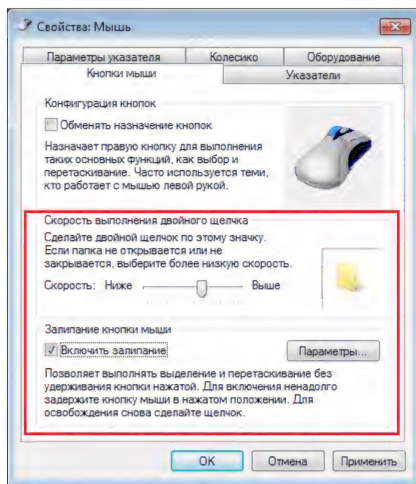 Свойства: Мышь
Параметры указателя Колесико Оборудование
Кнопки мыши Указатели
Конфигурация кнопок
Обменять назначение кнопок
Назначает правую кнопку для выполнения
таких основных функций, как выбор и
перетаскивание. Часто используется теми,
кто работает с мышью левой рукой.
Скорость выполнения двойного щелчка
Сделайте двойной щелчок по этому значку.
Если папка не открывается или не
закрывается, выберите более низкую скорость.
Скорость: Ниже Выше
Залипание кнопки мыши
Включить залипание
Параметры...
Позволяет выполнять выделение и перетаскивание без
удерживания кнопки нажатой. Для включения ненадолго
задержите кнопку мыши в нажатом положении. Для
освобождения снова сделайте щелчок.
OK Отмена Применить